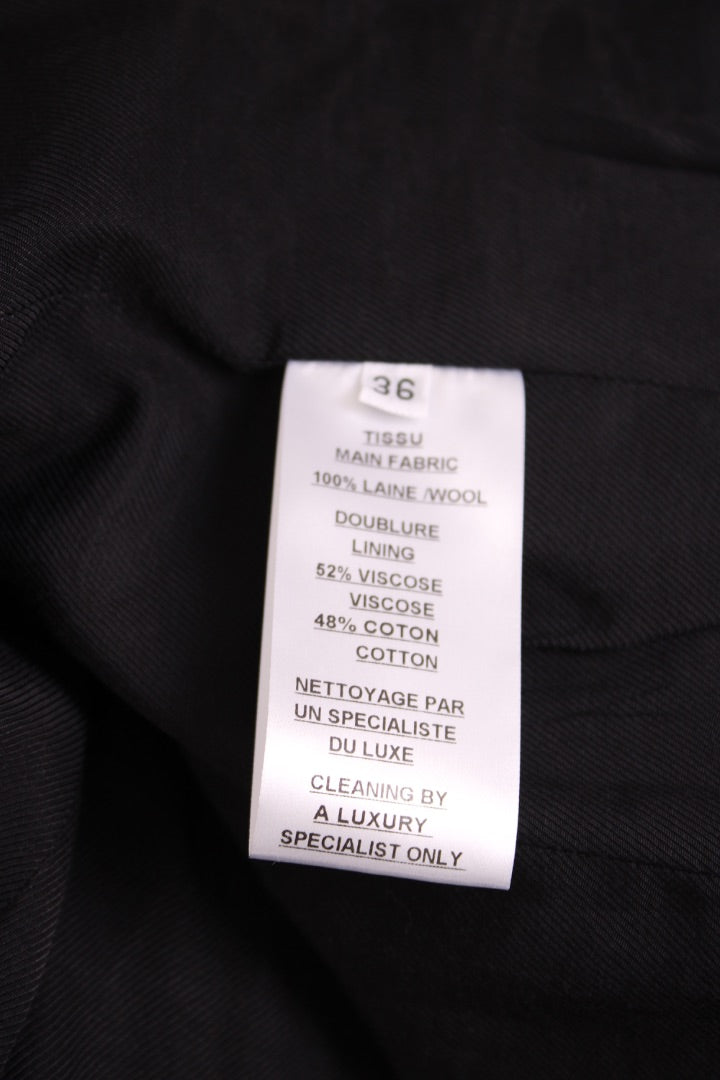 36
TISSU
MAIN FABRIC
100% LAINE /WOOL
DOUBLURE
LINING
52% VISCOSE
VISCOSE
48% COTON
COTTON
NETTOYAGE PAR
UN SPECIALISTE
DU LUXE
CLEANING BY
A LUXURY
SPECIALIST ONLY